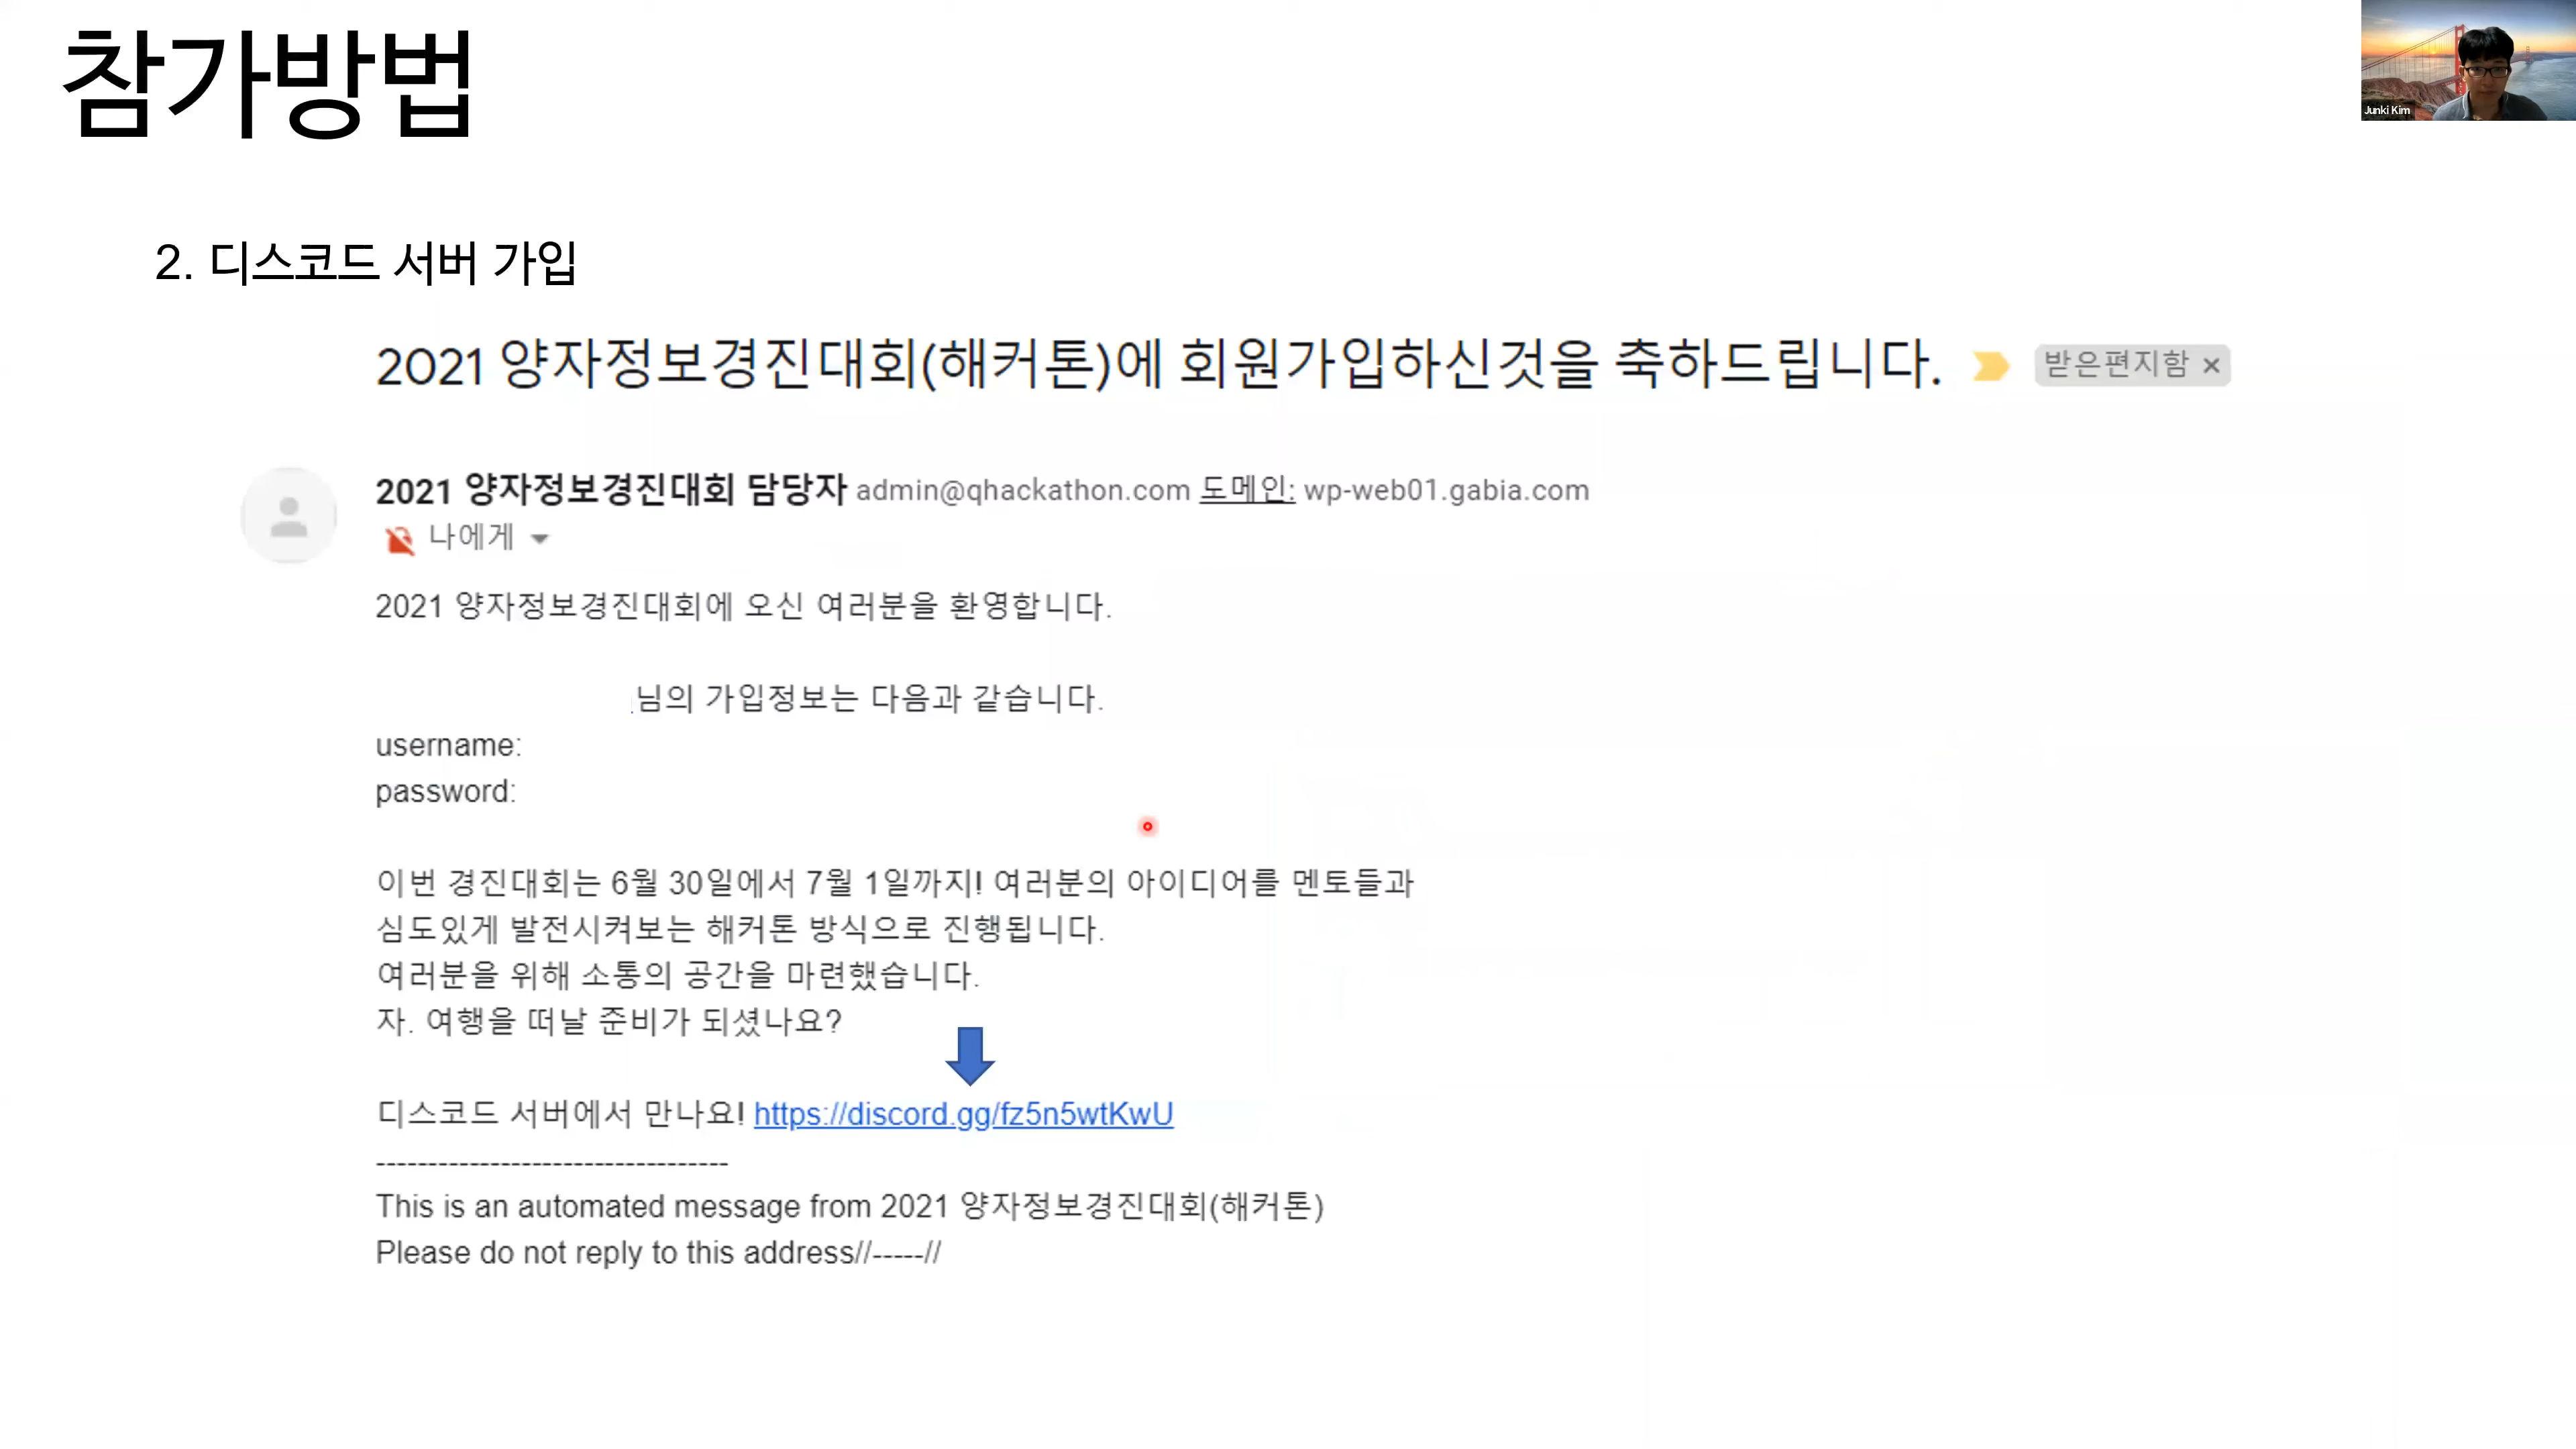 참가방법
Junki Kim
2. 디스코드 서버 가입
2021 양자정보경진대회(해커톤)에 회원가입하신것을 축하드립니다. 받은편지함 ×
2021 양자정보경진대회 담당자 admin@qhackathon.com 도메인: wp-web01.gabia.com
나에게
2021 양자정보경진대회에 오신 여러분을 환영합니다.
님의 가입정보는 다음과 같습니다.
username:
password:
이번 경진대회는 6월 30일에서 7월 1일까지! 여러분의 아이디어를 멘토들과
심도있게 발전시켜보는 해커톤 방식으로 진행됩니다.
여러분을 위해 소통의 공간을 마련했습니다.
자. 여행을 떠날 준비가 되셨나요?
디스코드 서버에서 만나요! https://discord.gg/fz5n5wtKwU
----------------------------------
This is an automated message from 2021 양자정보경진대회(해커톤)
Please do not reply to this address//-----//